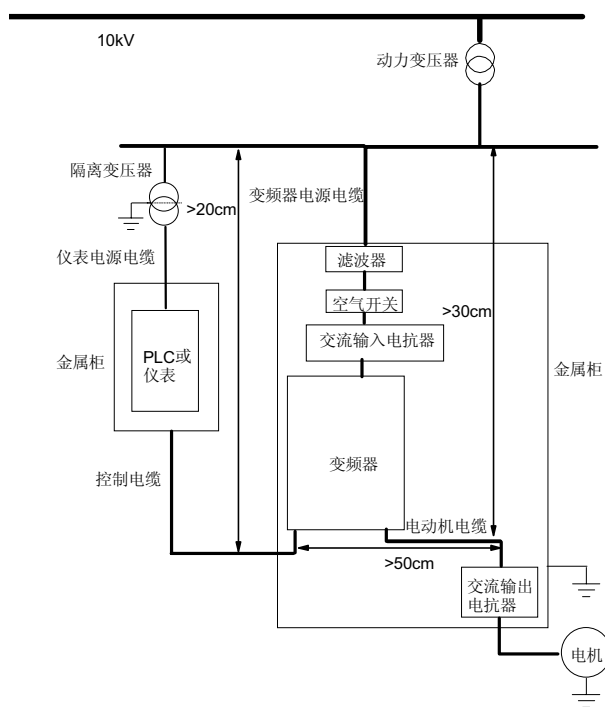 10kV
动力变压器
隔离变压器
>20cm
变频器电源电缆
仪表电源电缆
滤波器
空气开关
>30cm
交流输入电抗器
金属柜
PLC或
仪表
金属柜
变频器
控制电缆
电动机电缆
>50cm
交流输出
电抗器
电机